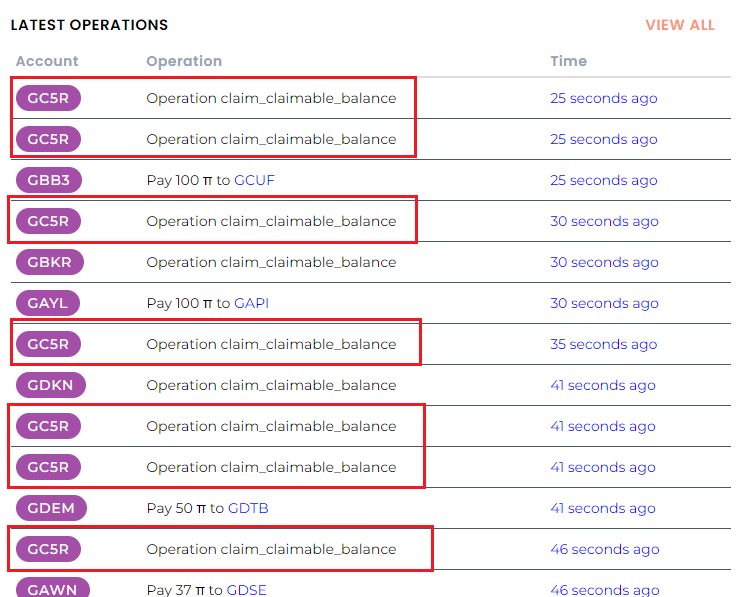 LATEST OPERATIONS VIEW ALL
Account Operation Time
GC5R Operation claim_claimable_balance 25 seconds ago
GC5R Operation claim_claimable_balance 25 seconds ago
GBB3 Pay 100 π to GCUF 25 seconds ago
GC5R Operation claim_claimable_balance 30 seconds ago
GBKR Operation claim_claimable_balance 30 seconds ago
GAYL Pay 100 π to GAPI 30 seconds ago
GC5R Operation claim_claimable_balance 35 seconds ago
GDKN Operation claim_claimable_balance 41 seconds ago
GC5R Operation claim_claimable_balance 41 seconds ago
GC5R Operation claim_claimable_balance 41 seconds ago
GDEM Pay 50 π to GDTB 41 seconds ago
GC5R Operation claim_claimable_balance 46 seconds ago
GAWN Pay 37 π to GDSE 46 seconds ago